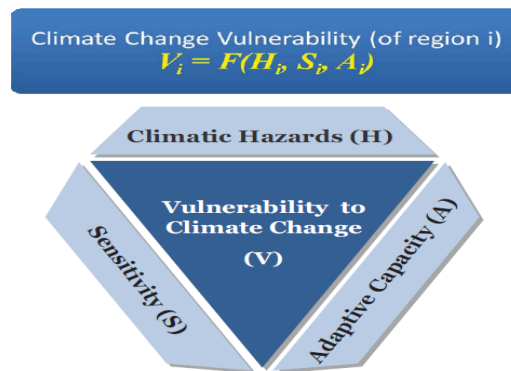 Climate Change Vulnerability (of region i)
Vi = F(Hi, Si, Ai)
Climatic Hazards (H)
Vulnerability to
Climate Change
(V)
Sensitivity (S)
Adaptive Capacity (A)